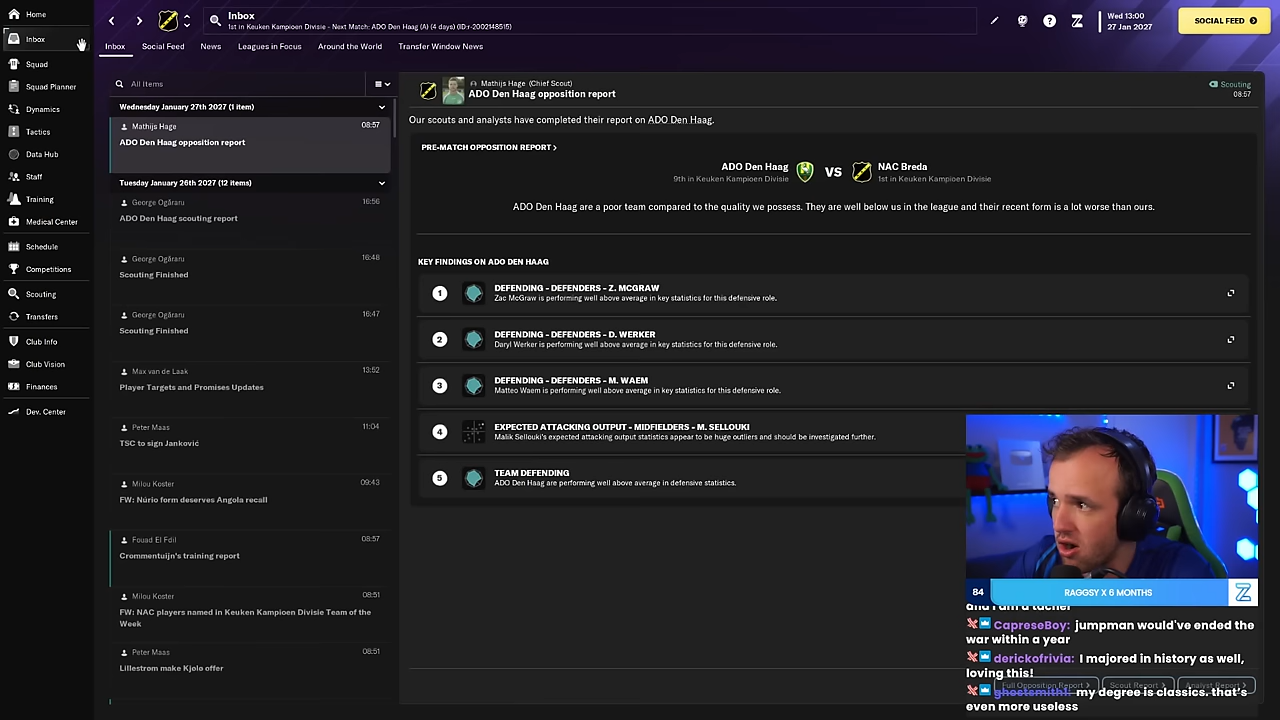 Home
Inbox
Squad
Squad Planner
Dynamics
Tactics
Data Hub
Staff
Training
Medical Center
Schedule
Competitions
Scouting
Transfers
Club Info
Club Vision
Finances
Dev. Center
Inbox
1st in Keuken Kampioen Divisie - Next Match: ADO Den Haag (A) (4 days) (ID:r-2002148515)
Wed 13:00
27 Jan 2027
SOCIAL FEED
Inbox
Social Feed
News
Leagues in Focus
Around the World
Transfer Window News
All Items
Wednesday January 27th 2027 (1 item)
Mathijs Hage 08:57
ADO Den Haag opposition report
Tuesday January 26th 2027 (12 items)
George Ogăraru 16:56
ADO Den Haag scouting report
George Ogăraru 16:48
Scouting Finished
George Ogăraru 16:47
Scouting Finished
Max van de Laak 13:52
Player Targets and Promises Updates
Peter Maas 11:04
TSC to sign Janković
Milou Koster 09:43
FW: Núrio form deserves Angola recall
Fouad El Fdil 08:57
Crommentuijn's training report
Milou Koster 08:51
FW: NAC players named in Keuken Kampioen Divisie Team of the
Week
Peter Maas 08:51
Lillestrøm make Kjelo offer
Mathijs Hage (Chief Scout)
ADO Den Haag opposition report
Scouting
08:57
Our scouts and analysts have completed their report on ADO Den Haag.
PRE-MATCH OPPOSITION REPORT
ADO Den Haag VS NAC Breda
9th in Keuken Kampioen Divisie 1st in Keuken Kampioen Divisie
ADO Den Haag are a poor team compared to the quality we possess. They are well below us in the league and their recent form is a lot worse than ours.
KEY FINDINGS ON ADO DEN HAAG
1 DEFENDING - DEFENDERS - Z. MCGRAW
Zac McGraw is performing well above average in key statistics for this defensive role.
2 DEFENDING - DEFENDERS - D. WERKER
Daryl Werker is performing well above average in key statistics for this defensive role.
3 DEFENDING - DEFENDERS - M. WAEM
Matteo Waem is performing well above average in key statistics for this defensive role.
4 EXPECTED ATTACKING OUTPUT - MIDFIELDERS - M. SELLOUKI
Malik Sellouki's expected attacking output statistics appear to be huge outliers and should be investigated further.
5 TEAM DEFENDING
ADO Den Haag are performing well above average in defensive statistics.
84 RAGGSY X 6 MONTHS
and I am a tacher
CapreseBoy: jumpman would've ended the
war within a year
derickofrivia: I majored in history as well,
loving this!
Full Opposition Report Scout Report Analyst Report
ghostsmith1: my degree is classics. that's
even more useless